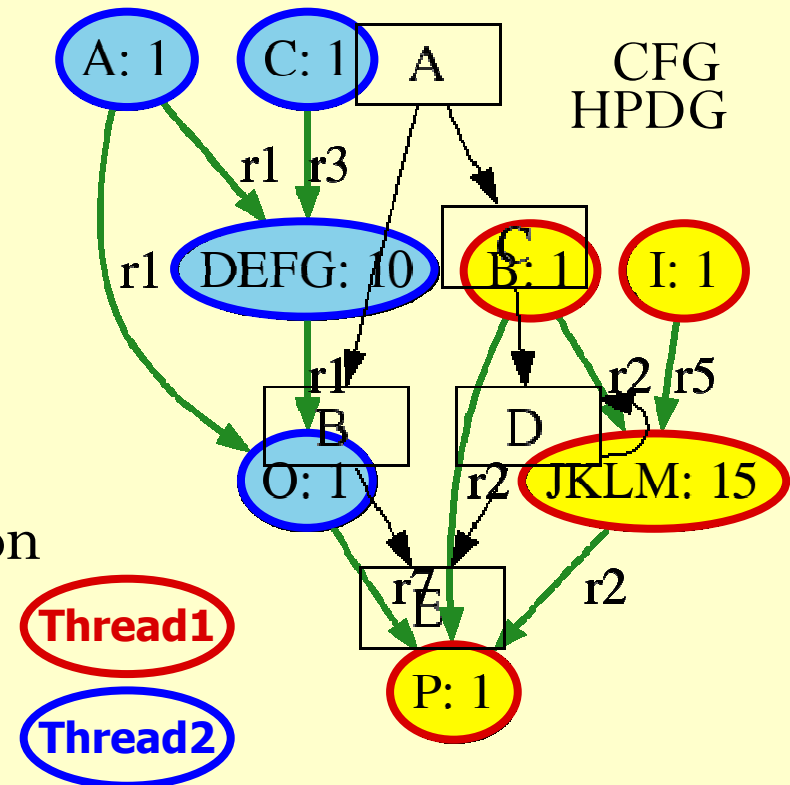 A: 1
C: 1
A
CFG
HPDG
r1
r3
r1
DEFG: 10
C
B: 1
I: 1
r1
r2
r5
B
D
O: 1
r2
JKLM: 15
on
r7
E
r2
Thread1
P: 1
Thread2